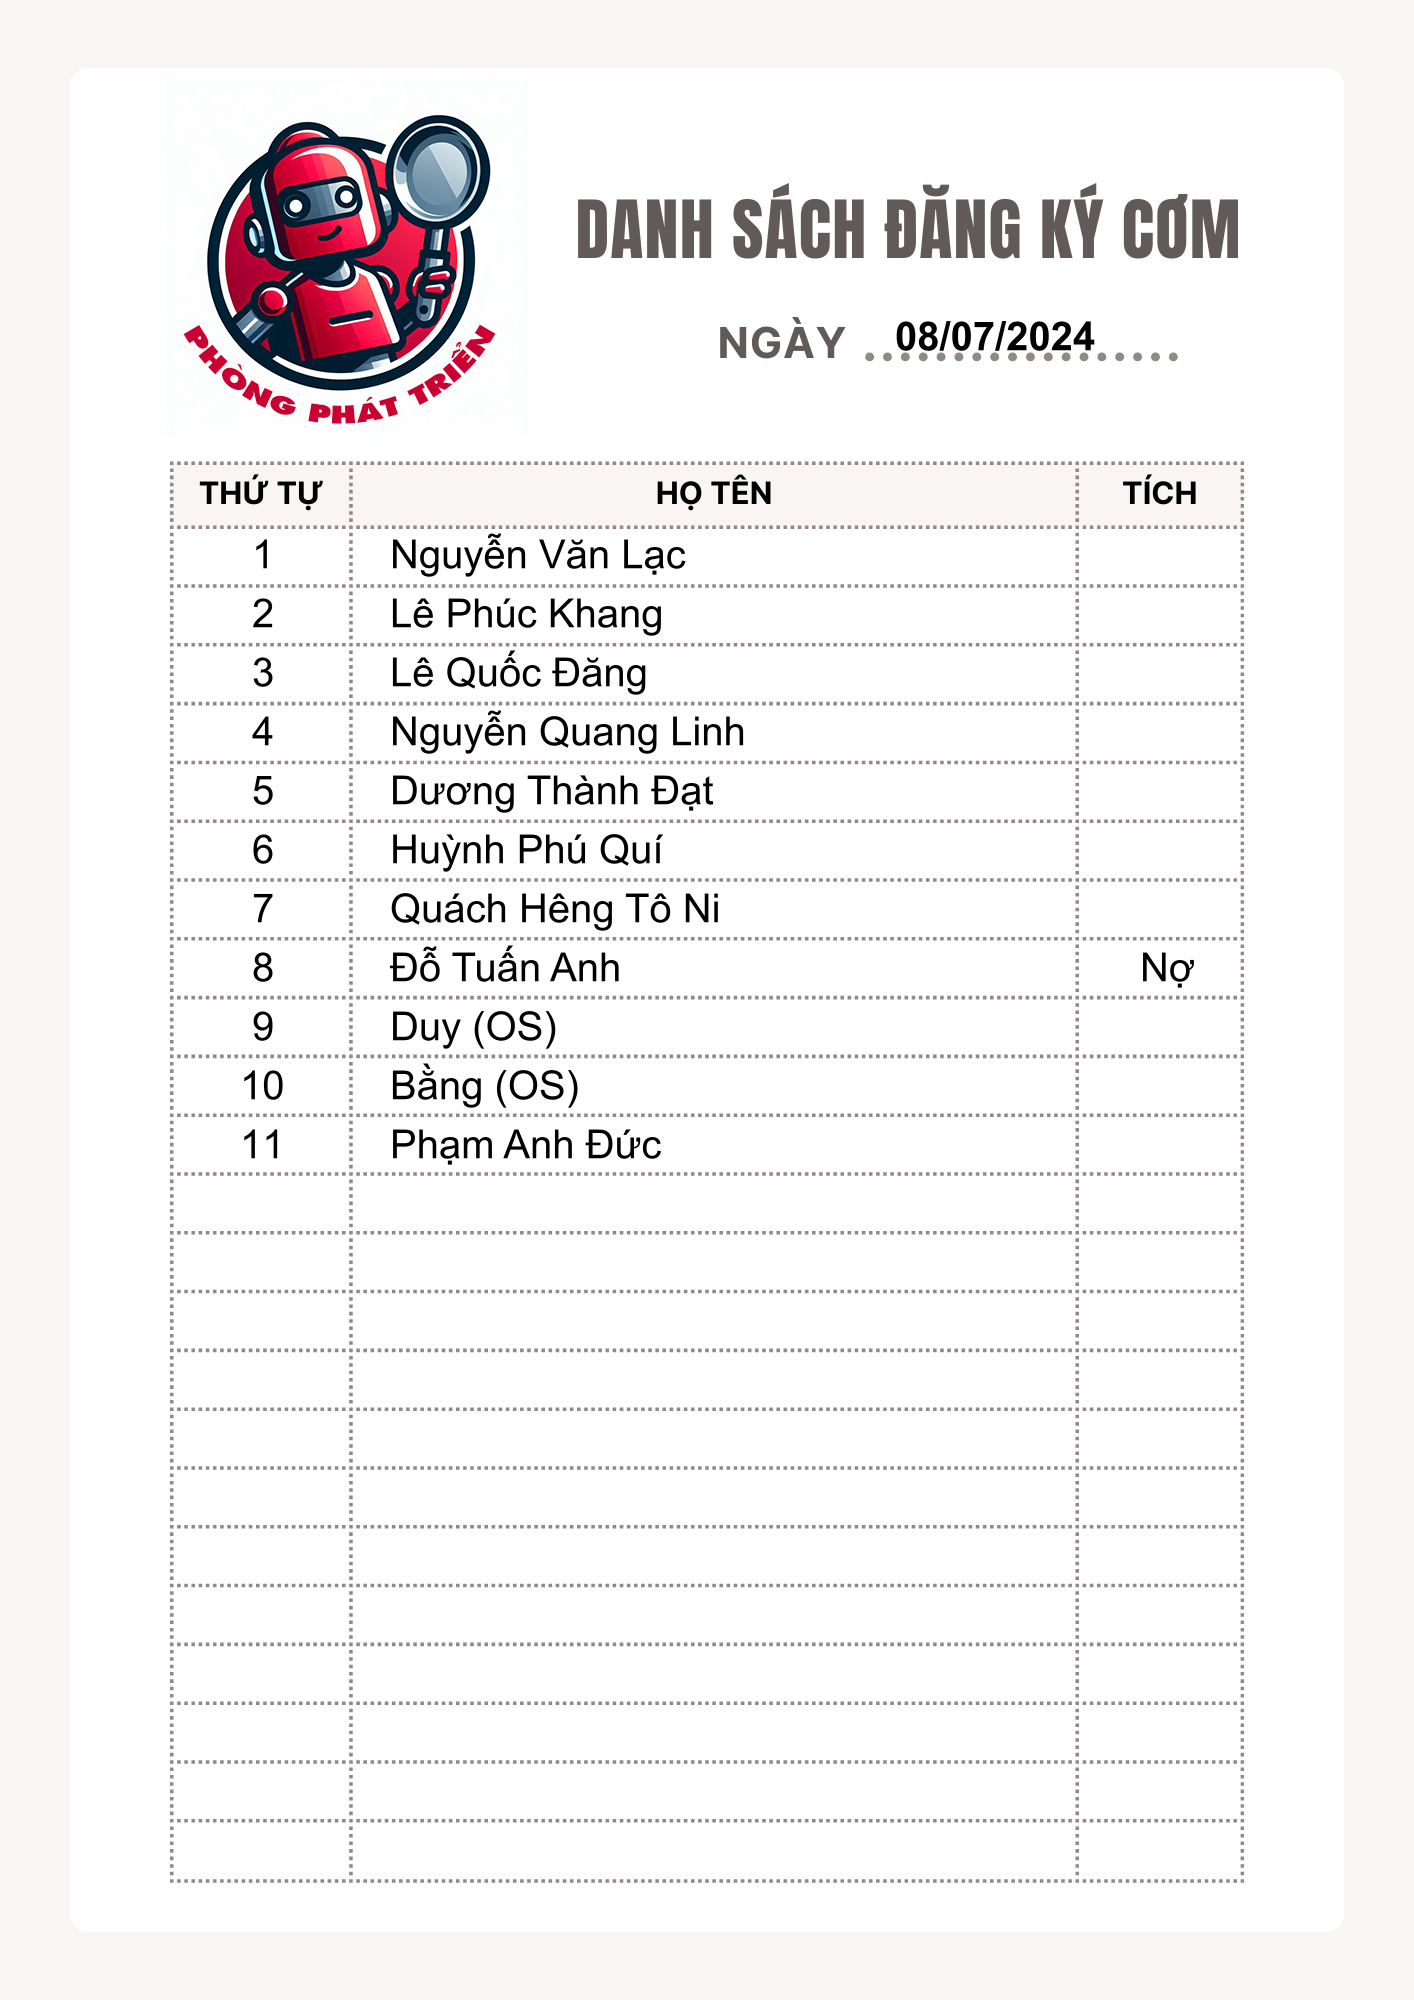 DANH SÁCH ĐĂNG KÝ CƠM
NGÀY 08/07/2024
PHÒNG PHÁT TRIỂN
THỨ TỰ HỌ TÊN TÍCH
1 Nguyễn Văn Lạc
2 Lê Phúc Khang
3 Lê Quốc Đăng
4 Nguyễn Quang Linh
5 Dương Thành Đạt
6 Huỳnh Phú Quí
7 Quách Hêng Tô Ni
8 Đỗ Tuấn Anh Nợ
9 Duy (OS)
10 Bằng (OS)
11 Phạm Anh Đức